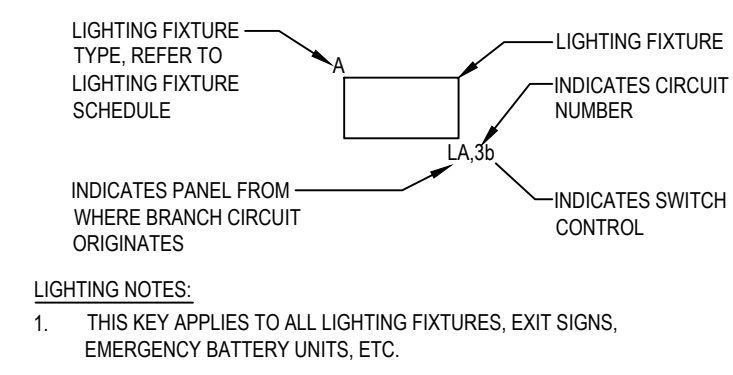 LIGHTING FIXTURE
TYPE, REFER TO
LIGHTING FIXTURE
SCHEDULE
A
LIGHTING FIXTURE
INDICATES CIRCUIT
NUMBER
LA,3b
INDICATES PANEL FROM
WHERE BRANCH CIRCUIT
ORIGINATES
INDICATES SWITCH
CONTROL
LIGHTING NOTES:
1. THIS KEY APPLIES TO ALL LIGHTING FIXTURES, EXIT SIGNS,
EMERGENCY BATTERY UNITS, ETC.